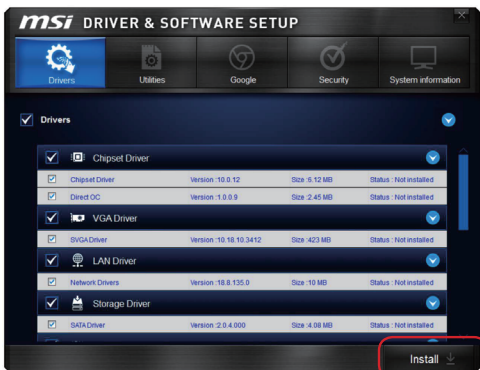 msi DRIVER & SOFTWARE SETUP
Drivers Utilities Google Security System information
Drivers
Chipset Driver
Chipset Driver Version :10.0.12 Size :6.12 MB Status : Not installed
Direct OC Version :1.0.0.9 Size :2.45 MB Status : Not installed
VGA Driver
SVGA Driver Version :10.18.10.3412 Size :423 MB Status : Not installed
LAN Driver
Network Drivers Version :18.8.135.0 Size :10 MB Status : Not installed
Storage Driver
SATA Driver Version :2.0.4.000 Size :4.08 MB Status : Not installed
Install